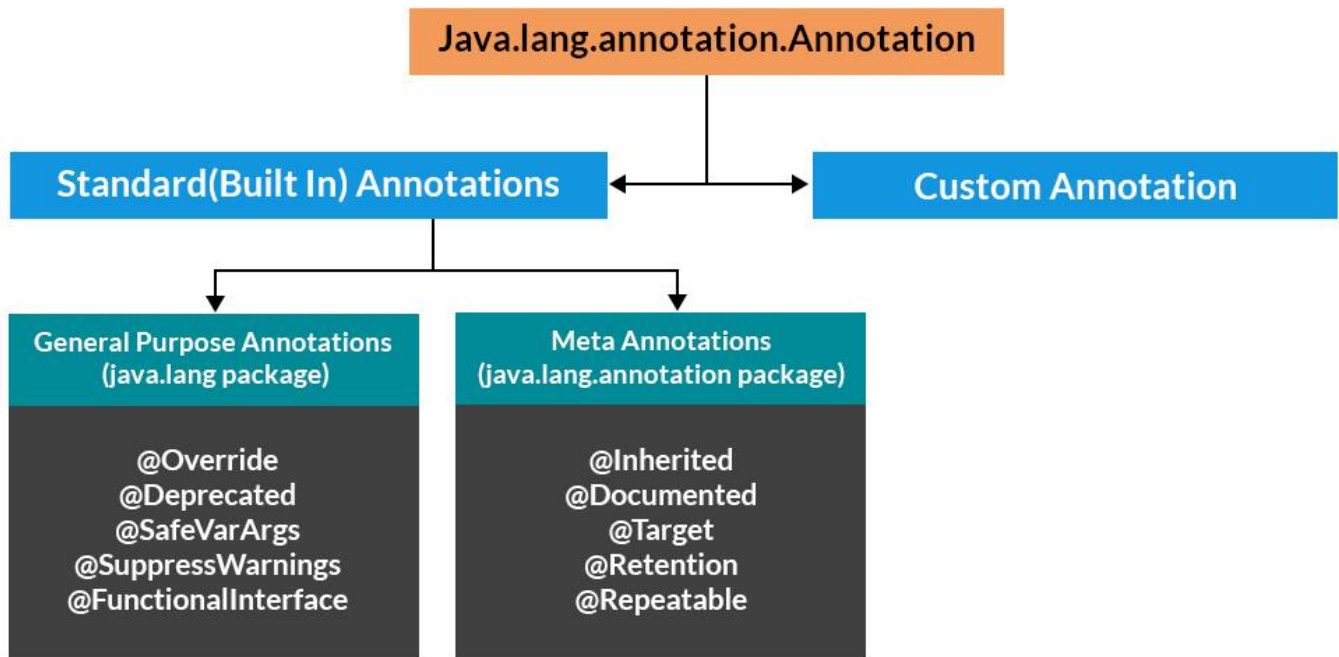 Java.lang.annotation.Annotation
Standard(Built In) Annotations
Custom Annotation
General Purpose Annotations
(java.lang package)
@Override
@Deprecated
@SafeVarArgs
@SuppressWarnings
@FunctionalInterface
Meta Annotations
(java.lang.annotation package)
@Inherited
@Documented
@Target
@Retention
@Repeatable